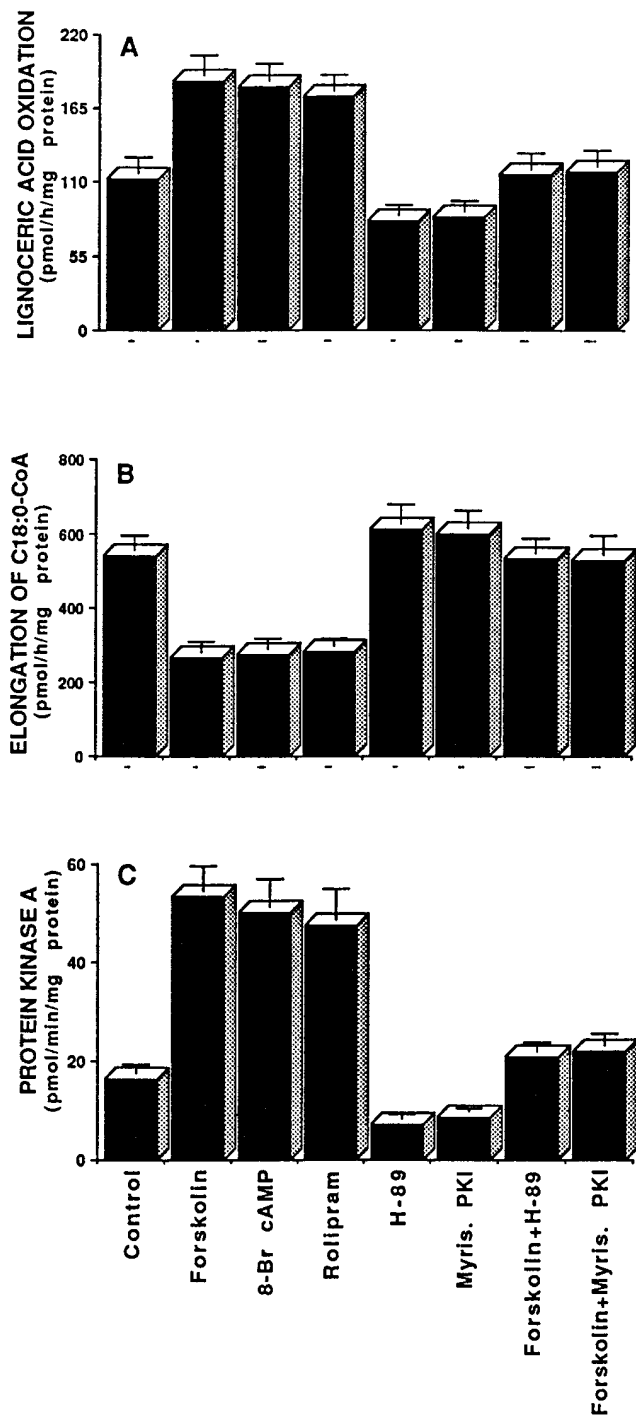 A
LIGNOCERIC ACID OXIDATION
(pmol/h/mg protein)
220
165
110
55
0
B
ELONGATION OF C18:0-CoA
(pmol/h/mg protein)
800
600
400
200
0
C
PROTEIN KINASE A
(pmol/min/mg protein)
60
40
20
0
Control
Forskolin
8-Br cAMP
Rolipram
H-89
Myris. PKI
Forskolin+H-89
Forskolin+Myris. PKI